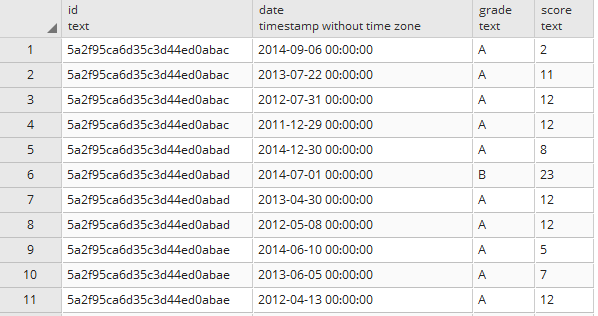 id date grade score
text timestamp without time zone text text
1 5a2f95ca6d35c3d44ed0abac 2014-09-06 00:00:00 A 2
2 5a2f95ca6d35c3d44ed0abac 2013-07-22 00:00:00 A 11
3 5a2f95ca6d35c3d44ed0abac 2012-07-31 00:00:00 A 12
4 5a2f95ca6d35c3d44ed0abac 2011-12-29 00:00:00 A 12
5 5a2f95ca6d35c3d44ed0abad 2014-12-30 00:00:00 A 8
6 5a2f95ca6d35c3d44ed0abad 2014-07-01 00:00:00 B 23
7 5a2f95ca6d35c3d44ed0abad 2013-04-30 00:00:00 A 12
8 5a2f95ca6d35c3d44ed0abad 2012-05-08 00:00:00 A 12
9 5a2f95ca6d35c3d44ed0abae 2014-06-10 00:00:00 A 5
10 5a2f95ca6d35c3d44ed0abae 2013-06-05 00:00:00 A 7
11 5a2f95ca6d35c3d44ed0abae 2012-04-13 00:00:00 A 12